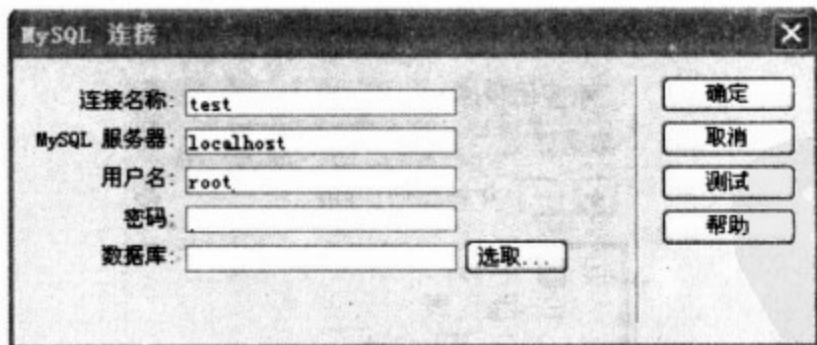 MySQL 连接
连接名称: test
MySQL 服务器: localhost
用户名: root
密码:
数据库:
选取...
确定
取消
测试
帮助